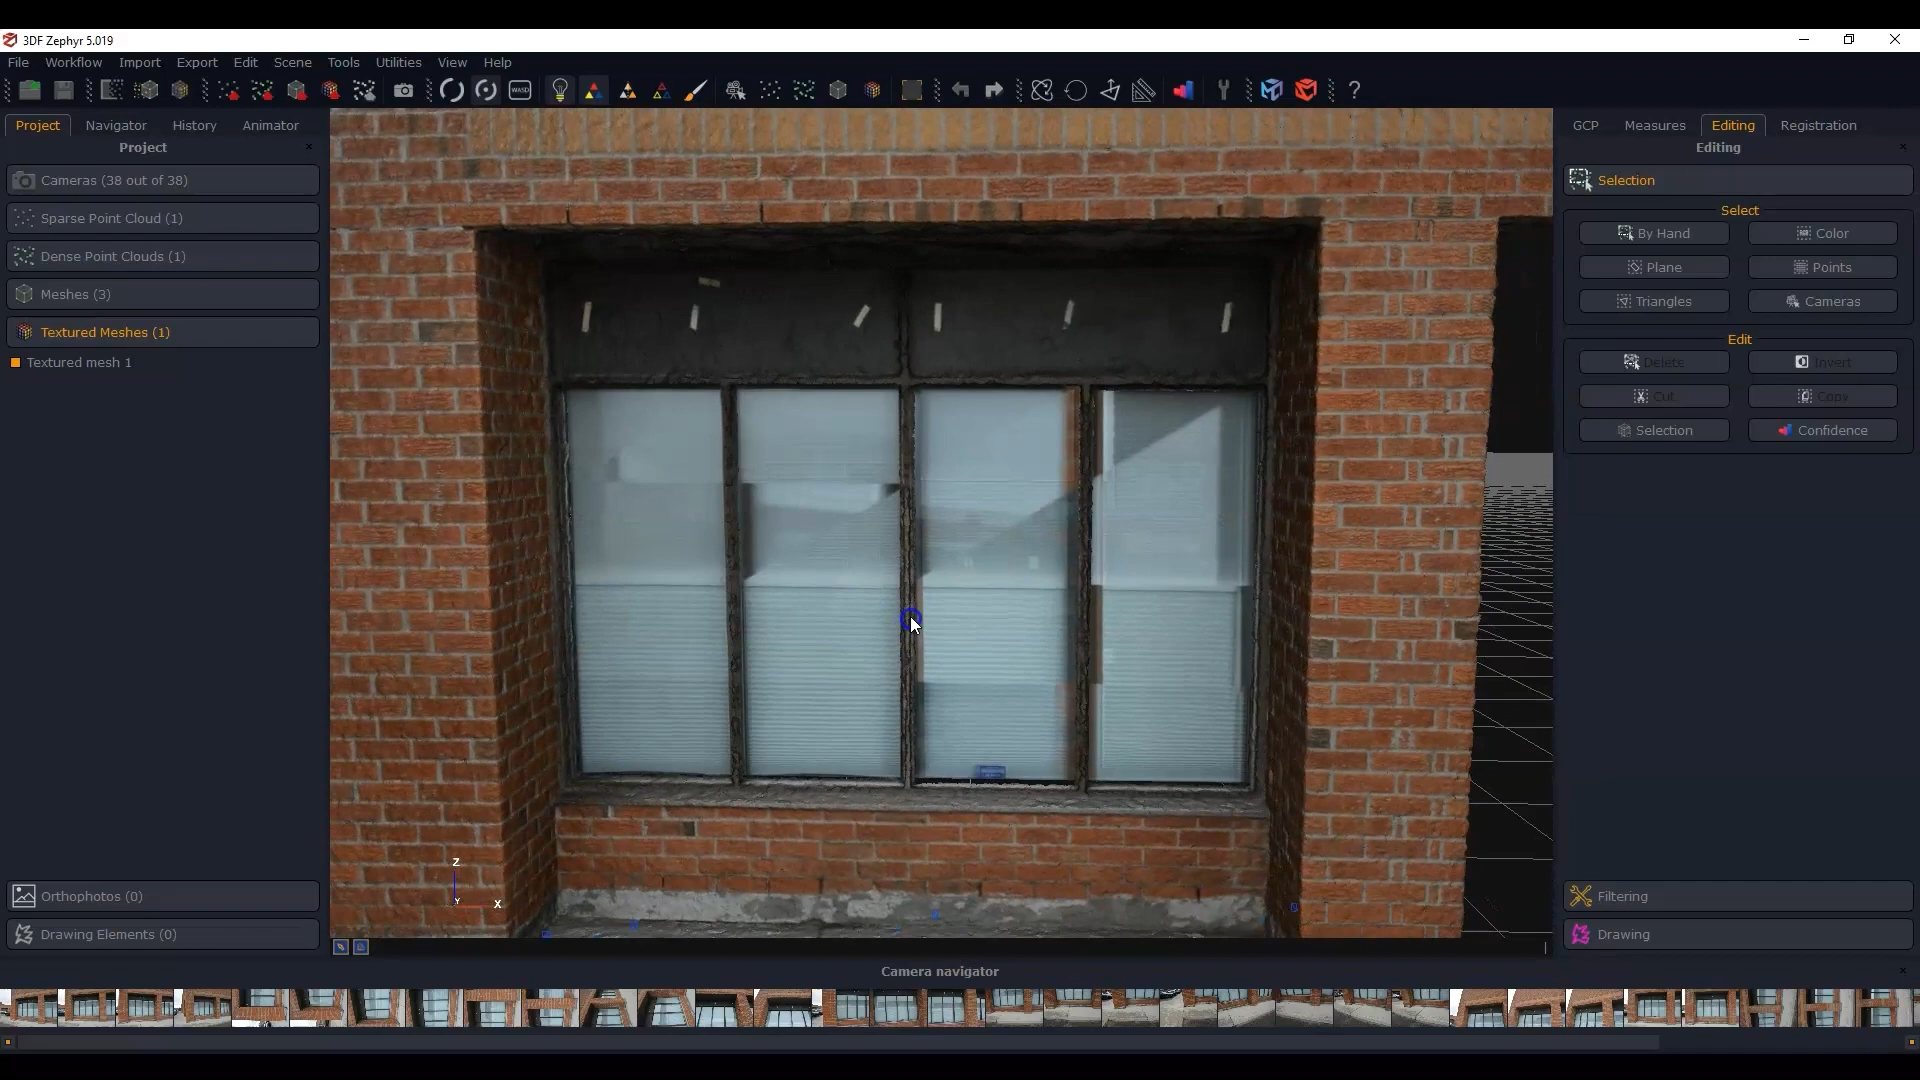 3DF Zephyr 5.019
File Workflow Import Export Edit Scene Tools Utilities View Help
WASD
?
Project Navigator History Animator
Project
Cameras (38 out of 38)
Sparse Point Cloud (1)
Dense Point Clouds (1)
Meshes (3)
Textured Meshes (1)
Textured mesh 1
Orthophotos (0)
Drawing Elements (0)
Z
Y
X
GCP Measures Editing Registration
Editing
Selection
Select
By Hand Color
Plane Points
Triangles Cameras
Edit
Delete Invert
Cut Copy
Selection Confidence
Filtering
Drawing
Camera navigator